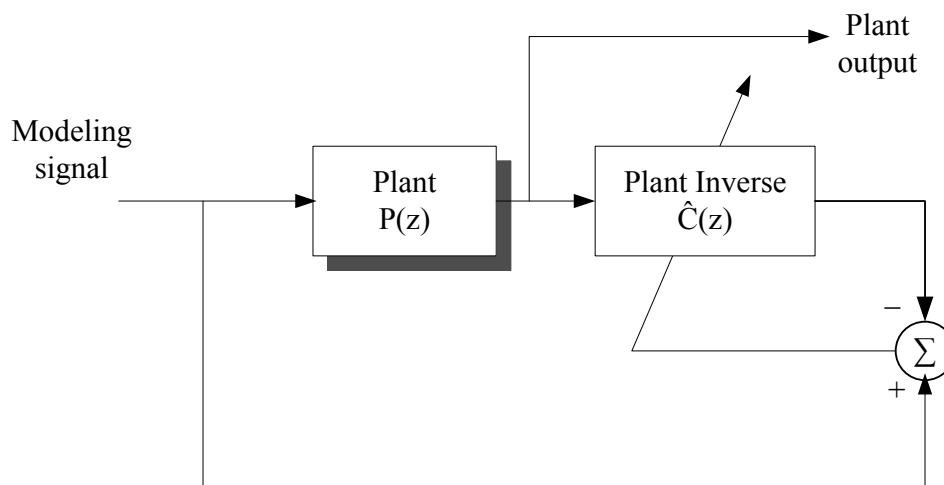 Plant
output
Modeling
signal
Plant
P(z)
Plant Inverse
Ĉ(z)
−
Σ
+